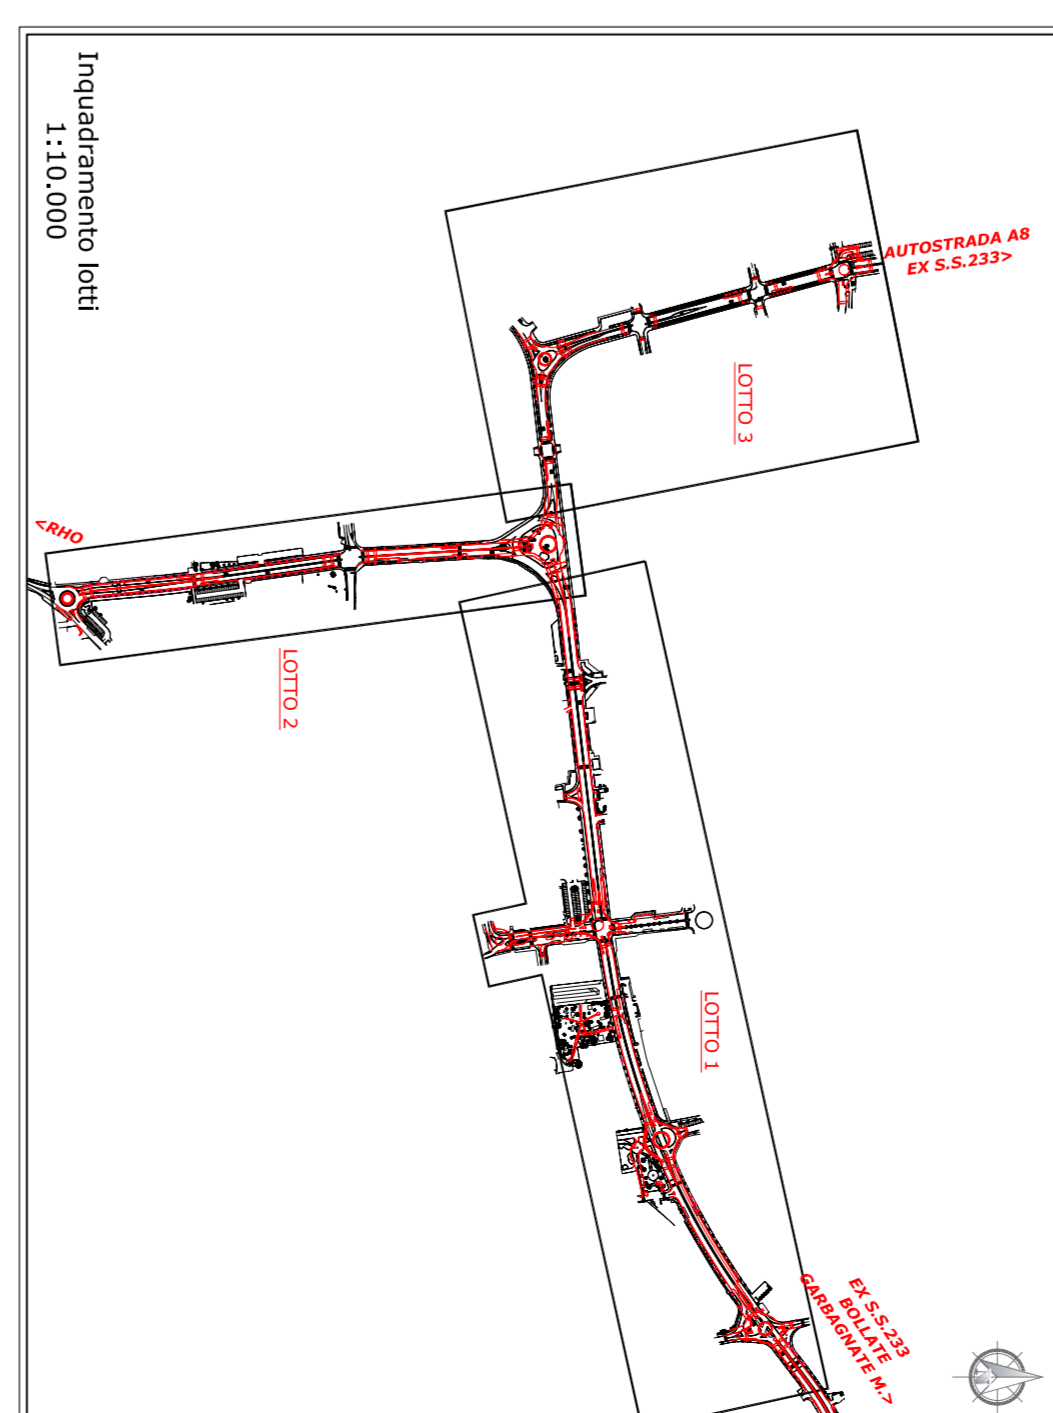 Inquadramento lotti
1:10.000
AUTOSTRADA A8
EX S.S.233>
LOTTO 3
<RHO
LOTTO 2
LOTTO 1
EX S.S.233
BOLLATE
GARBAGNATE M.>